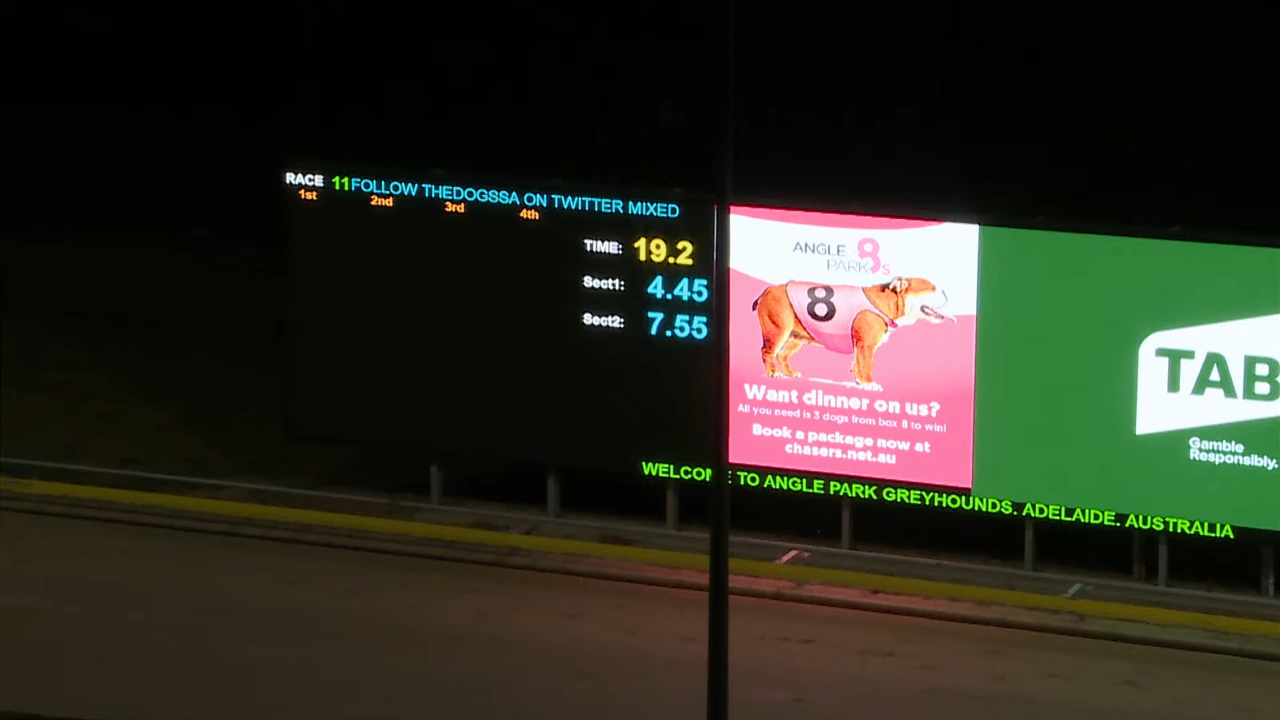 RACE 11 FOLLOW THEDOGSSA ON TWITTER MIXED
1st 2nd 3rd 4th
TIME: 19.2
Sect1: 4.45
Sect2: 7.55
ANGLE
PARK 8s
8
Want dinner on us?
All you need is 3 dogs from box 8 to win!
Book a package now at
chasers.net.au
TAB
Gamble
Responsibly.
WELCOM TO ANGLE PARK GREYHOUNDS. ADELAIDE. AUSTRALIA